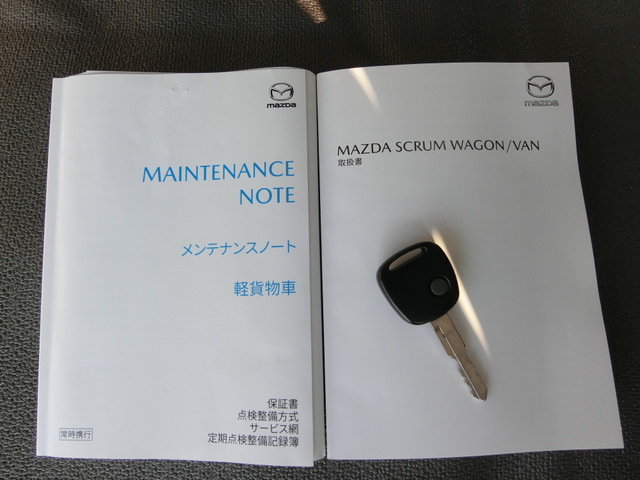 mazda
MAINTENANCE
NOTE
メンテナンスノート
軽貨物車
保証書
点検整備方式
サービス網
定期点検整備記録簿
常時携行
mazda
MAZDA SCRUM WAGON/VAN
取扱書